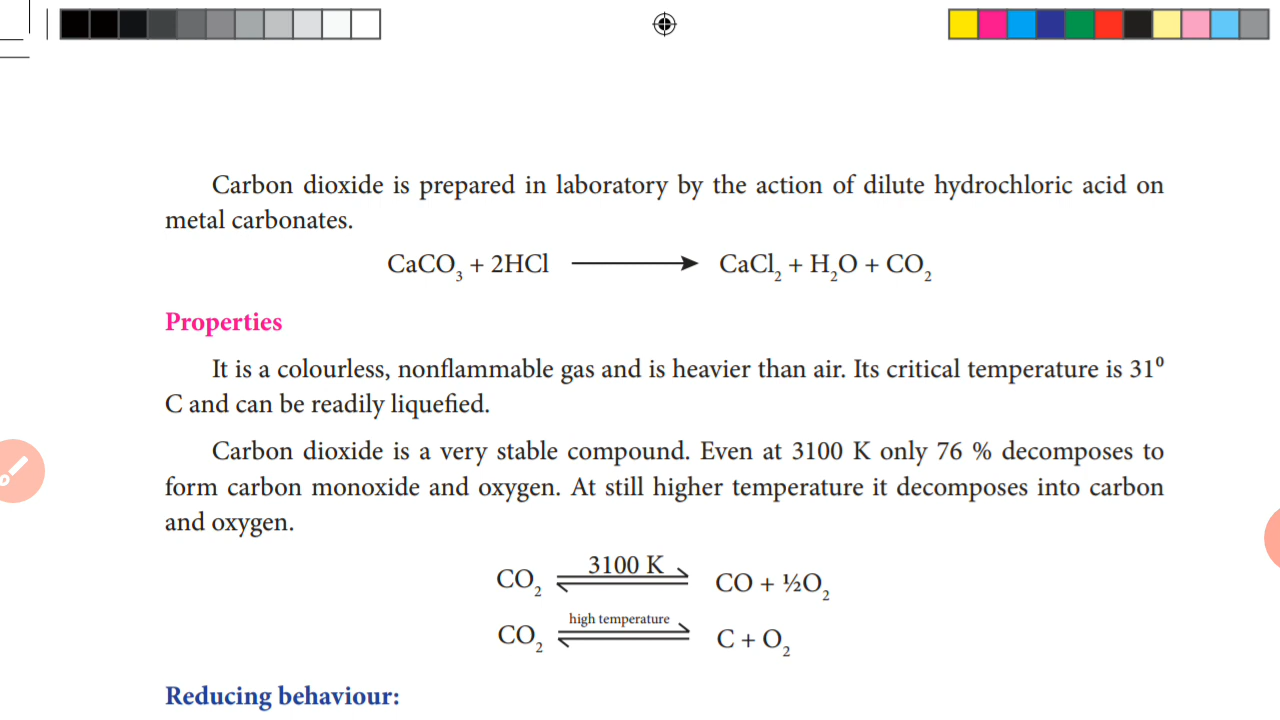 Carbon dioxide is prepared in laboratory by the action of dilute hydrochloric acid on
metal carbonates.
CaCO₃ + 2HCl ⟶ CaCl₂ + H₂O + CO₂
Properties
It is a colourless, nonflammable gas and is heavier than air. Its critical temperature is 31⁰
C and can be readily liquefied.
Carbon dioxide is a very stable compound. Even at 3100 K only 76 % decomposes to
form carbon monoxide and oxygen. At still higher temperature it decomposes into carbon
and oxygen.
3100 K
CO₂ ⇌ CO + ½O₂
high temperature
CO₂ ⇌ C + O₂
Reducing behaviour: